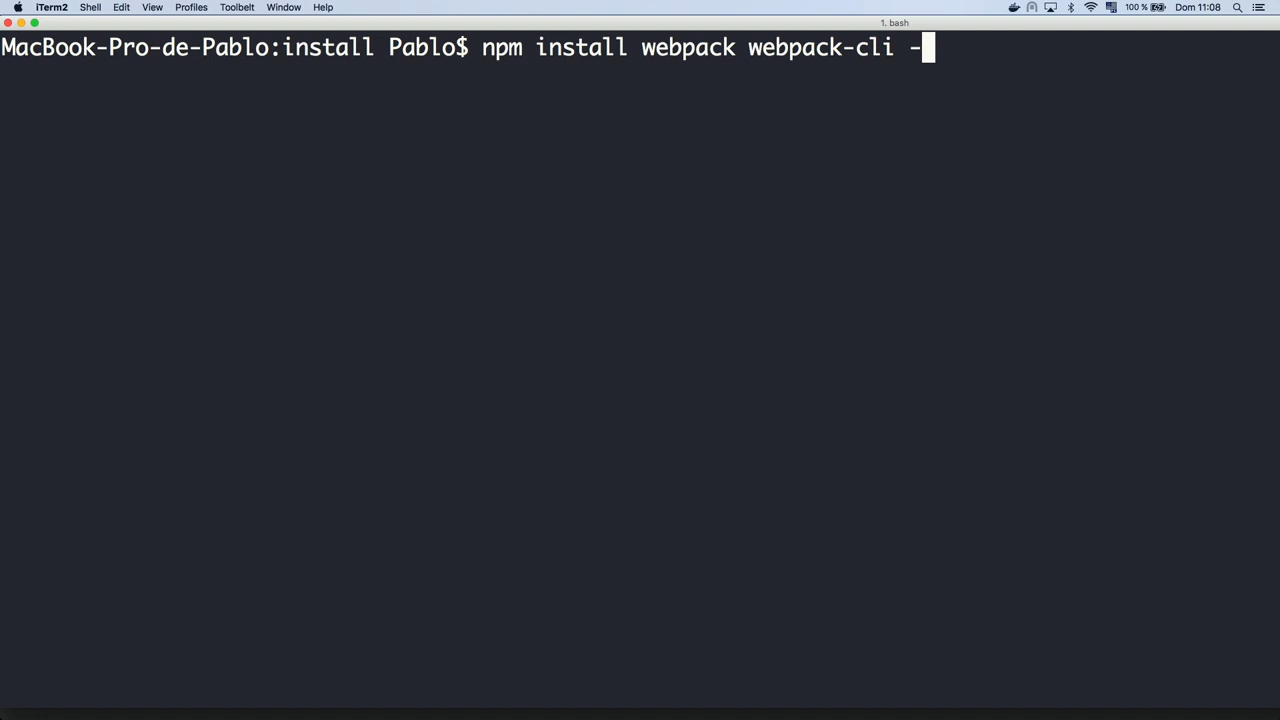 iTerm2 Shell Edit View Profiles Toolbelt Window Help 100 % Dom 11:08
1. bash
MacBook-Pro-de-Pablo:install Pablo$ npm install webpack webpack-cli -